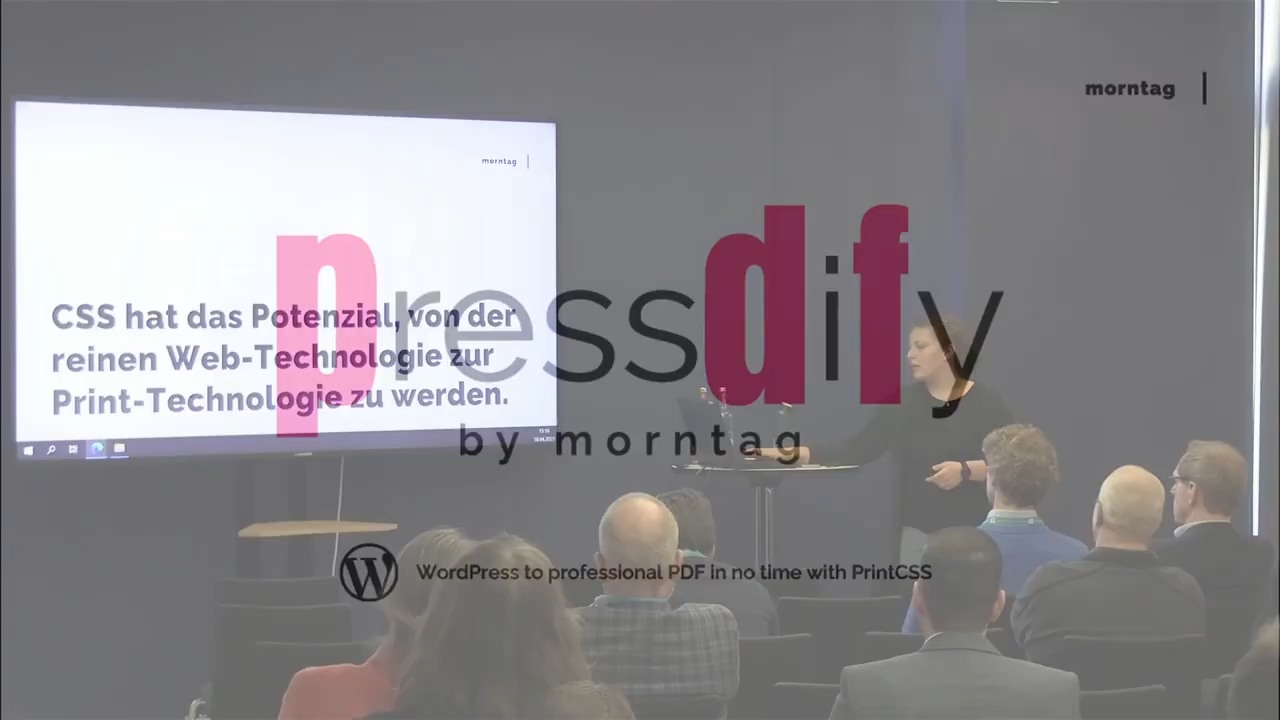 morntag
morntag
CSS hat das Potenzial, von der
reinen Web-Technologie zur
Print-Technologie zu werden.
pressdify
by morntag
WordPress to professional PDF in no time with PrintCSS